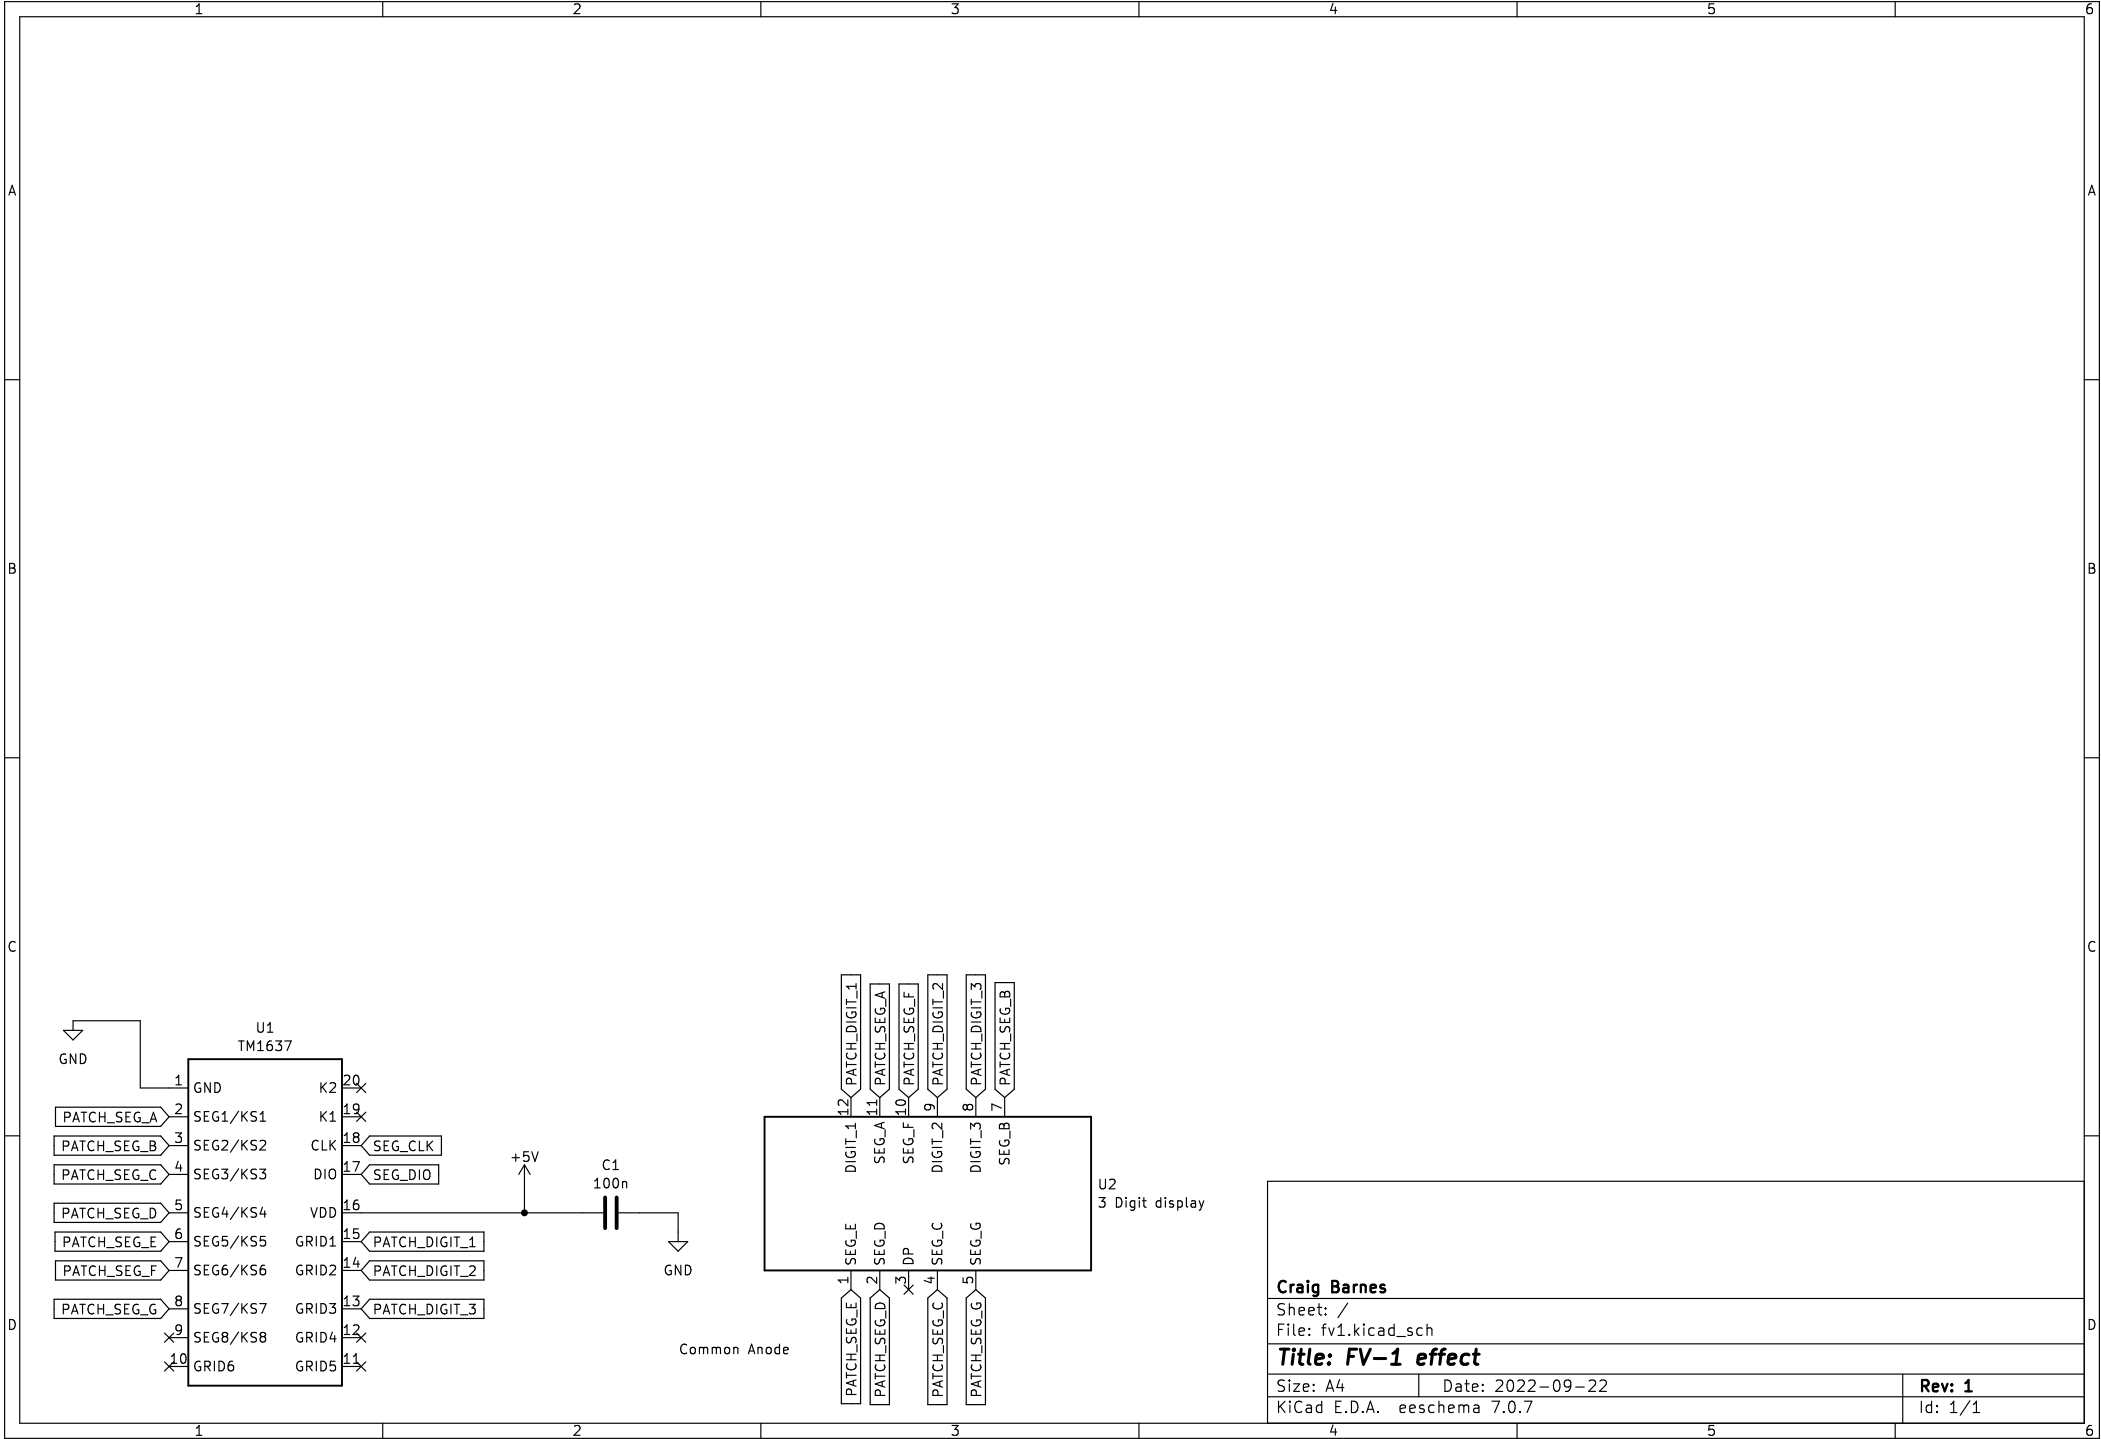 1 2 3 4 5 6
A A
B B
C C
D D
1 2 3 4 5 6
GND
U1
TM1637
1 GND
PATCH_SEG_A 2 SEG1/KS1
PATCH_SEG_B 3 SEG2/KS2
PATCH_SEG_C 4 SEG3/KS3
PATCH_SEG_D 5 SEG4/KS4
PATCH_SEG_E 6 SEG5/KS5
PATCH_SEG_F 7 SEG6/KS6
PATCH_SEG_G 8 SEG7/KS7
9 SEG8/KS8
10 GRID6
K2 20
K1 19
CLK 18 SEG_CLK
DIO 17 SEG_DIO
VDD 16
GRID1 15 PATCH_DIGIT_1
GRID2 14 PATCH_DIGIT_2
GRID3 13 PATCH_DIGIT_3
GRID4 12
GRID5 11
+5V
C1
100n
GND
PATCH_DIGIT_1 12 DIGIT_1
PATCH_SEG_A 11 SEG_A
PATCH_SEG_F 10 SEG_F
PATCH_DIGIT_2 9 DIGIT_2
PATCH_DIGIT_3 8 DIGIT_3
PATCH_SEG_B 7 SEG_B
PATCH_SEG_E 1 SEG_E
PATCH_SEG_D 2 SEG_D
3 DP
PATCH_SEG_C 4 SEG_C
PATCH_SEG_G 5 SEG_G
U2
3 Digit display
Common Anode
Craig Barnes
Sheet: /
File: fv1.kicad_sch
Title: FV-1 effect
Size: A4 Date: 2022-09-22 Rev: 1
KiCad E.D.A. eeschema 7.0.7 Id: 1/1